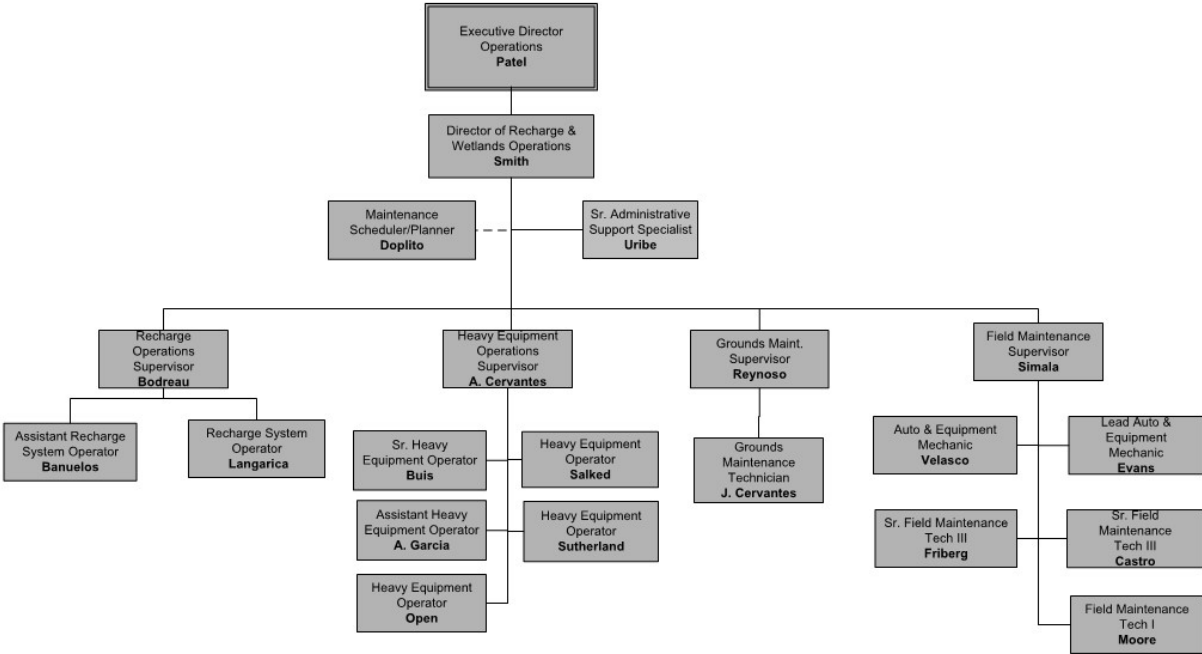 Executive Director
Operations
Patel
Director of Recharge &
Wetlands Operations
Smith
Maintenance
Scheduler/Planner
Doplito
Sr. Administrative
Support Specialist
Uribe
Recharge
Operations
Supervisor
Bodreau
Heavy Equipment
Operations
Supervisor
A. Cervantes
Grounds Maint.
Supervisor
Reynoso
Field Maintenance
Supervisor
Simala
Assistant Recharge
System Operator
Banuelos
Recharge System
Operator
Langarica
Sr. Heavy
Equipment Operator
Buis
Heavy Equipment
Operator
Salked
Assistant Heavy
Equipment Operator
A. Garcia
Heavy Equipment
Operator
Sutherland
Heavy Equipment
Operator
Open
Grounds
Maintenance
Technician
J. Cervantes
Auto & Equipment
Mechanic
Velasco
Lead Auto &
Equipment
Mechanic
Evans
Sr. Field Maintenance
Tech III
Friberg
Sr. Field
Maintenance
Tech III
Castro
Field Maintenance
Tech I
Moore